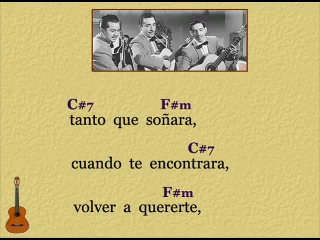 C#7 F#m
tanto que soñara,
C#7
cuando te encontrara,
F#m
volver a quererte,